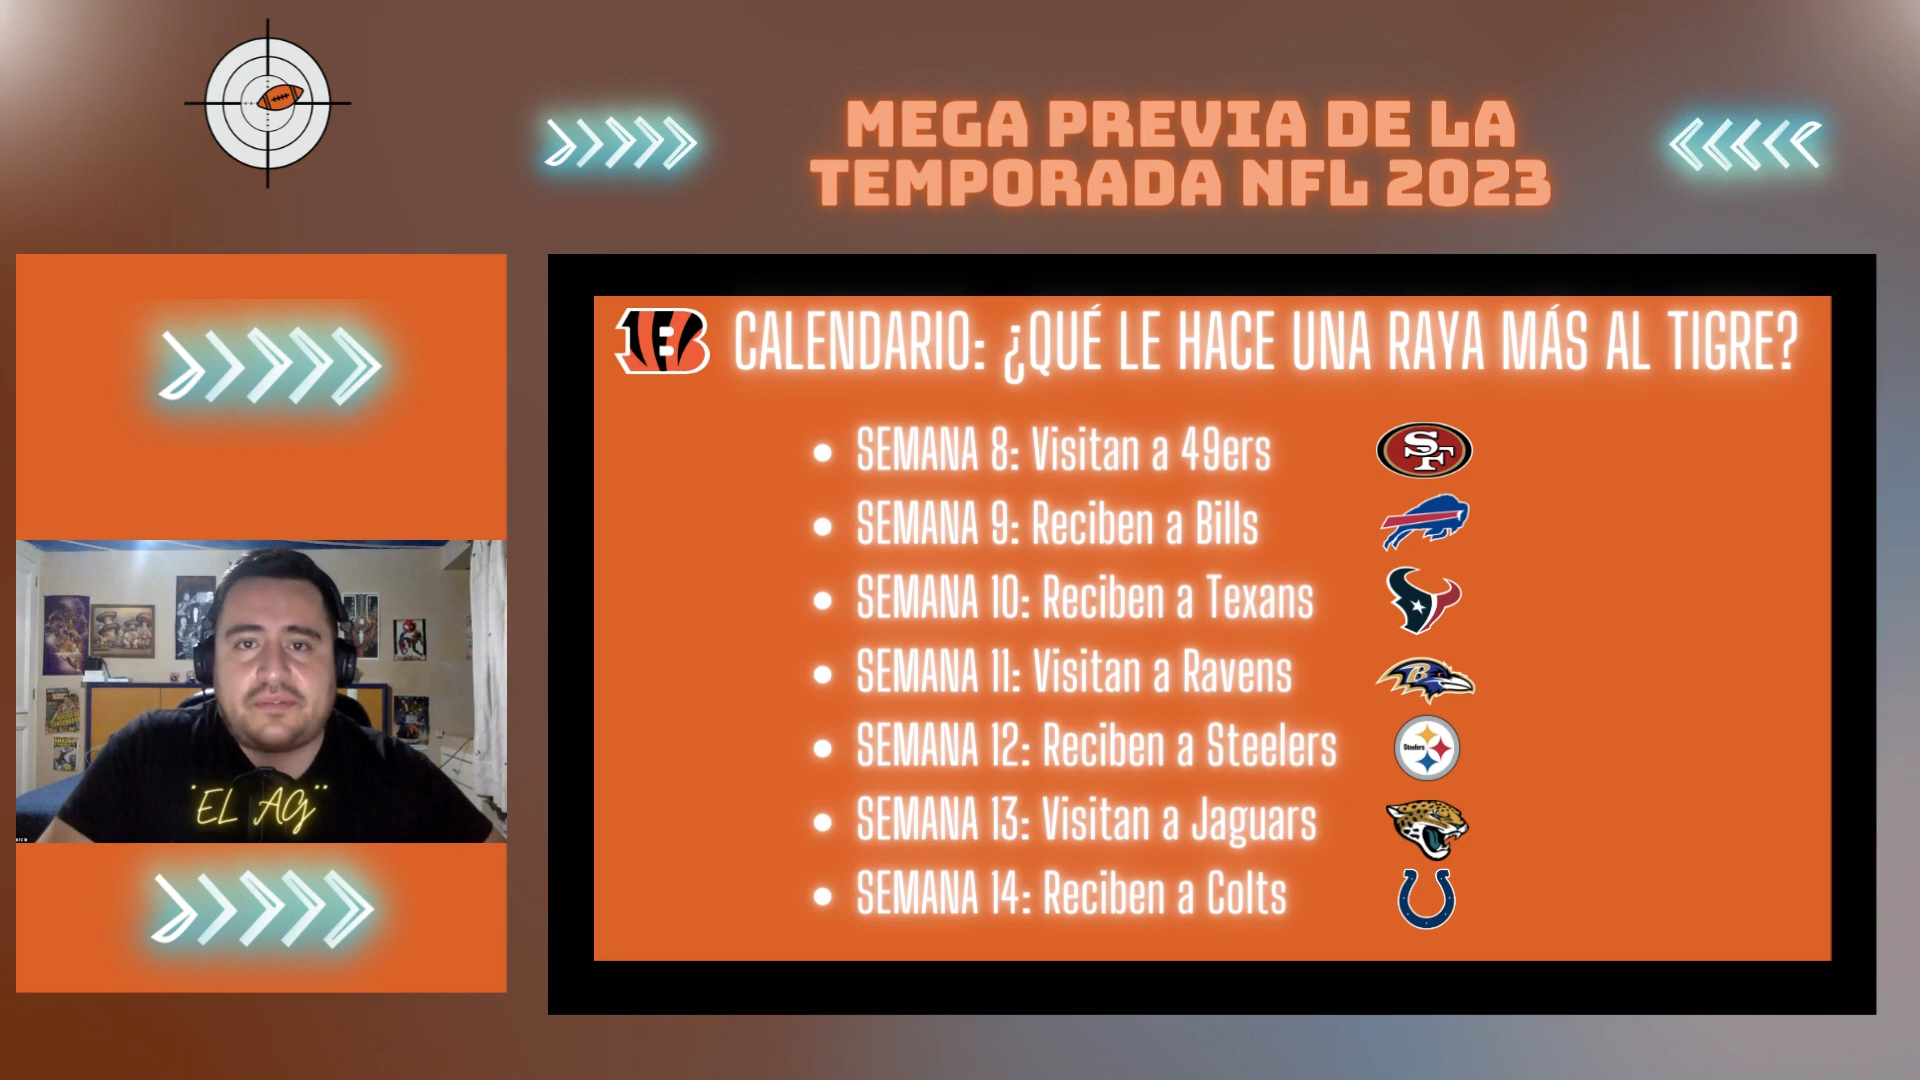 MEGA PREVIA DE LA
TEMPORADA NFL 2023
B
CALENDARIO: ¿QUÉ LE HACE UNA RAYA MÁS AL TIGRE?
• SEMANA 8: Visitan a 49ers
SF
• SEMANA 9: Reciben a Bills
• SEMANA 10: Reciben a Texans
• SEMANA 11: Visitan a Ravens
B
• SEMANA 12: Reciben a Steelers
Steelers
• SEMANA 13: Visitan a Jaguars
• SEMANA 14: Reciben a Colts
¨EL AG¨